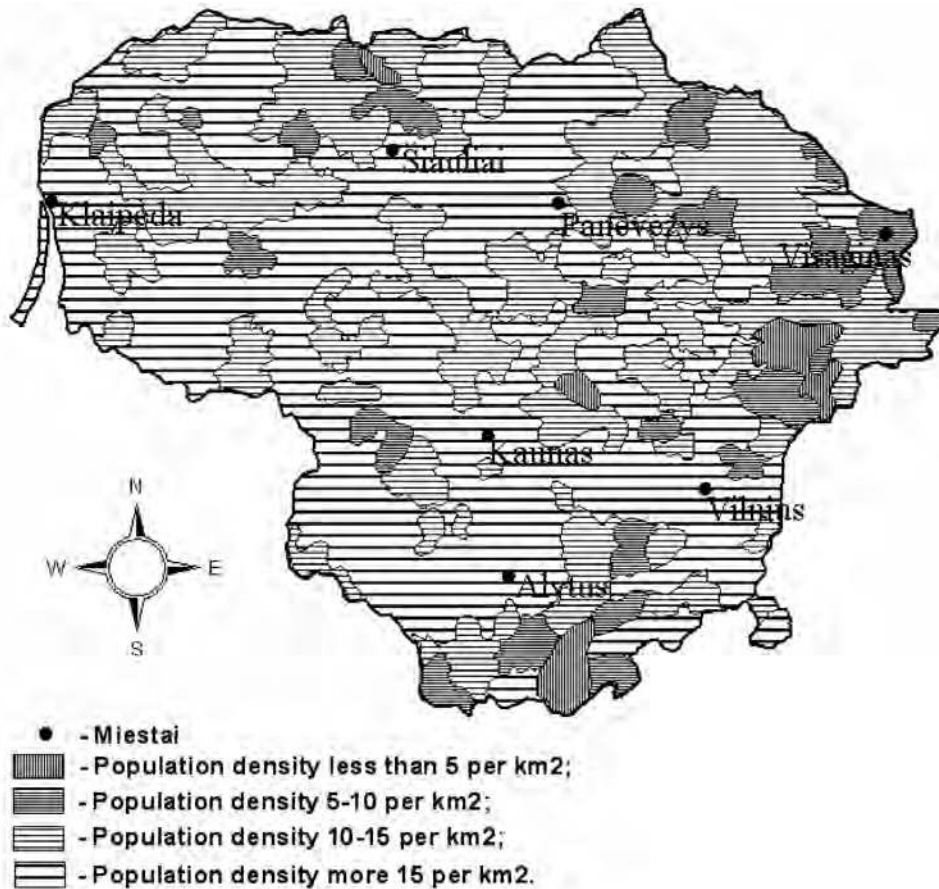 Šiauliai
Klaipėda
Panevėžys
Visaginas
Kaunas
Vilnius
Alytus
N
W
E
S
- Miestai
- Population density less than 5 per km2;
- Population density 5-10 per km2;
- Population density 10-15 per km2;
- Population density more 15 per km2.